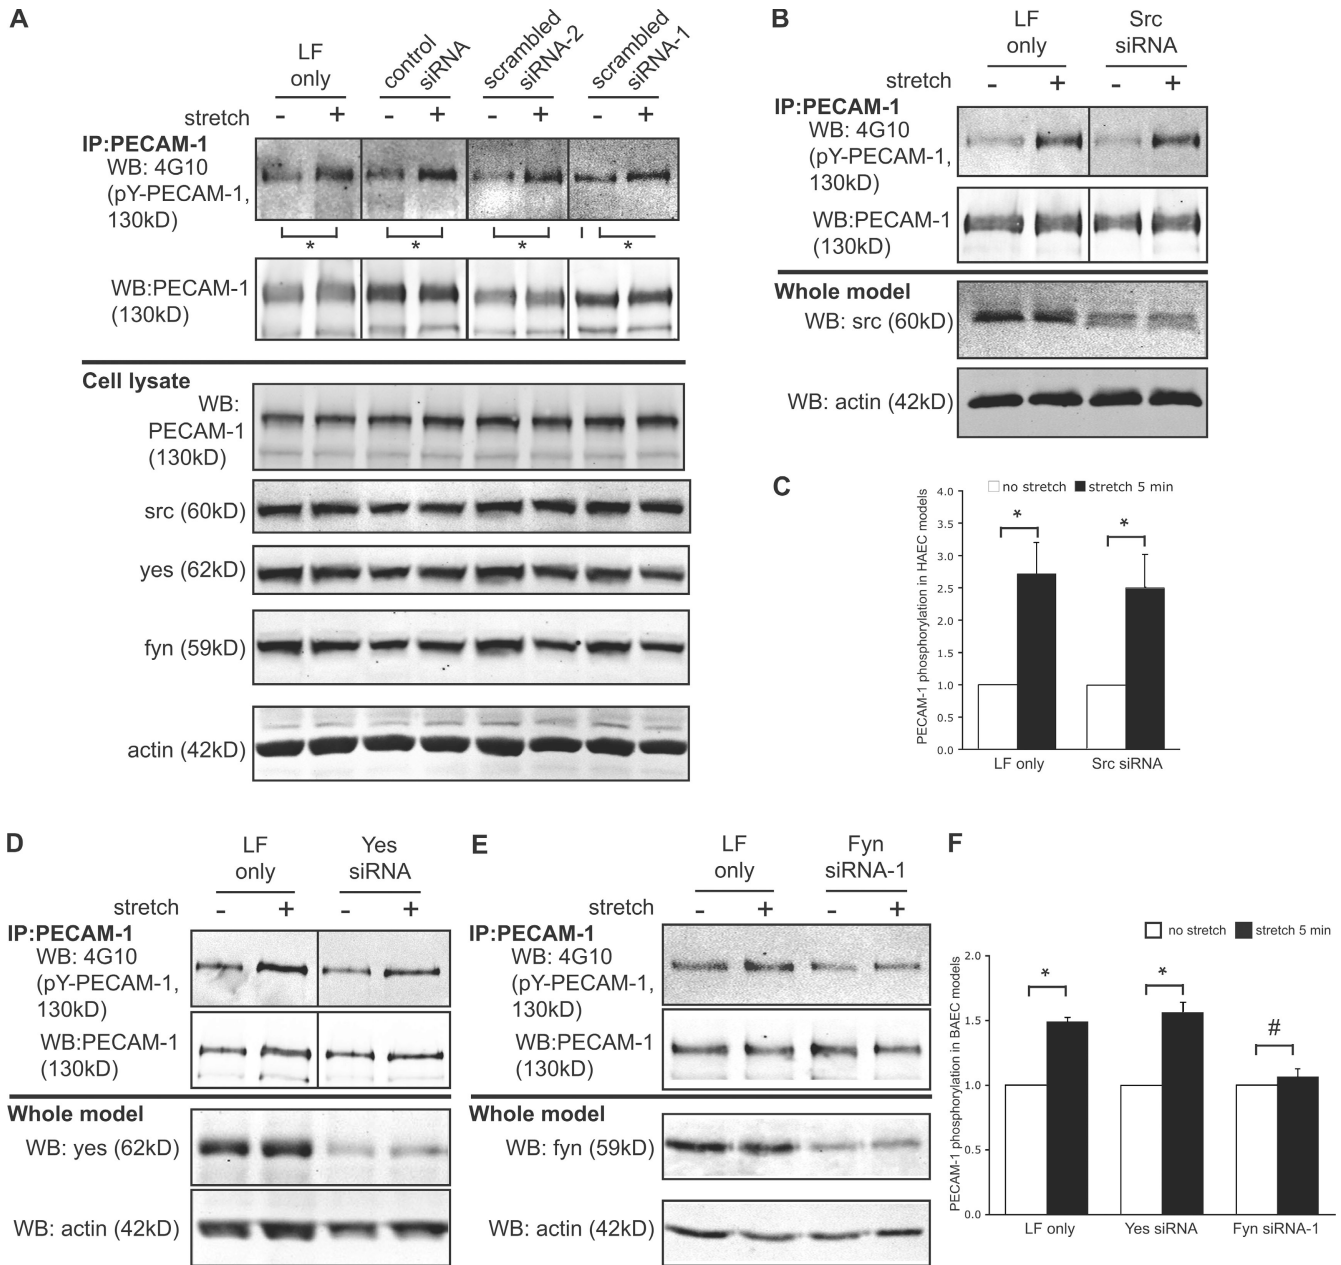 A
LF
only
control
siRNA
scrambled
siRNA-2
scrambled
siRNA-1
stretch
- + - + - + - +
IP:PECAM-1
WB: 4G10
(pY-PECAM-1,
130kD)
* * * *
WB:PECAM-1
(130kD)
Cell lysate
WB:
PECAM-1
(130kD)
src (60kD)
yes (62kD)
fyn (59kD)
actin (42kD)
B
LF
only
Src
siRNA
stretch
- + - +
IP:PECAM-1
WB: 4G10
(pY-PECAM-1,
130kD)
WB:PECAM-1
(130kD)
Whole model
WB: src (60kD)
WB: actin (42kD)
C
no stretch stretch 5 min
PECAM-1 phosphorylation in HAEC models
4.0
3.5
3.0
2.5
2.0
1.5
1.0
0.5
0.0
* *
LF only Src siRNA
D
LF
only
Yes
siRNA
stretch
- + - +
IP:PECAM-1
WB: 4G10
(pY-PECAM-1,
130kD)
WB:PECAM-1
(130kD)
Whole model
WB: yes (62kD)
WB: actin (42kD)
E
LF
only
Fyn
siRNA-1
stretch
- + - +
IP:PECAM-1
WB: 4G10
(pY-PECAM-1,
130kD)
WB:PECAM-1
(130kD)
Whole model
WB: fyn (59kD)
WB: actin (42kD)
F
no stretch stretch 5 min
PECAM-1 phosphorylation in BAEC models
2.0
1.5
1.0
0.5
0.0
* * #
LF only Yes siRNA Fyn siRNA-1